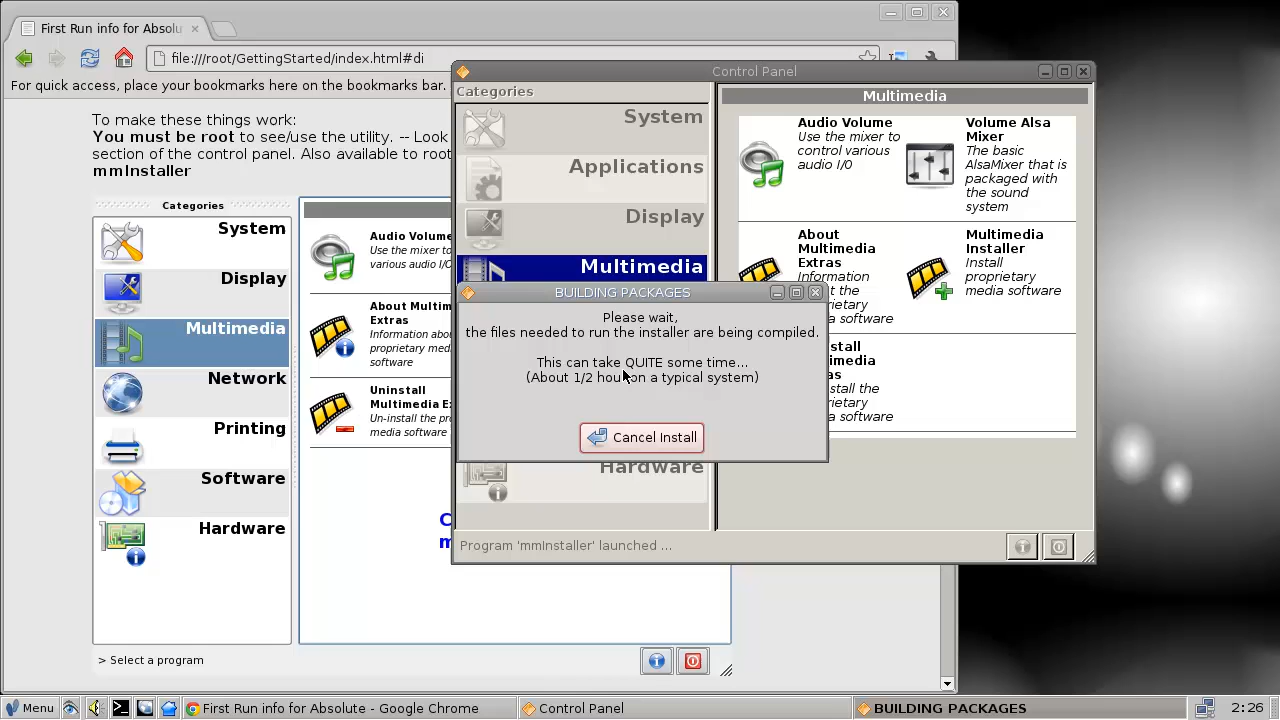 First Run info for Absolu
file:///root/GettingStarted/index.html#di
For quick access, place your bookmarks here on the bookmarks bar.
To make these things work:
You must be root to see/use the utility. -- Look
section of the control panel. Also available to root
mmInstaller
Categories
System
Display
Multimedia
Network
Printing
Software
Hardware
Audio Volume
Use the mixer to
various audio I/O
About Multim
Extras
Information abo
proprietary med
software
Uninstall
Multimedia Ex
Un-install the pr
media software
> Select a program
Control Panel
Categories
System
Applications
Display
Multimedia
Hardware
Multimedia
Audio Volume
Use the mixer to
control various
audio I/0
Volume Alsa
Mixer
The basic
AlsaMixer that is
packaged with
the sound
system
About
Multimedia
Extras
Information
t the
rietary
a software
Multimedia
Installer
Install
proprietary
media software
stall
imedia
as
stall the
rietary
a software
Program 'mmInstaller' launched ...
BUILDING PACKAGES
Please wait,
the files needed to run the installer are being compiled.
This can take QUITE some time...
(About 1/2 hou on a typical system)
Cancel Install
Menu
First Run info for Absolute - Google Chrome
Control Panel
BUILDING PACKAGES
2:26